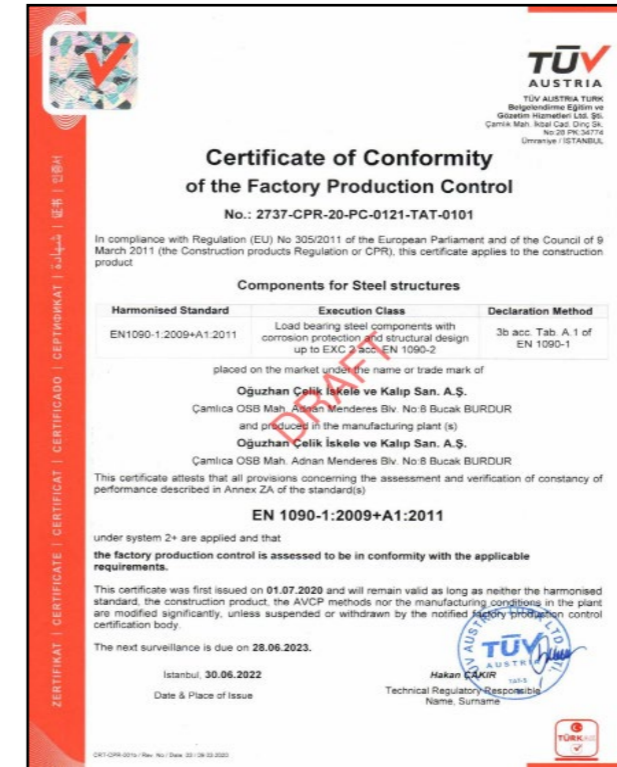 TÜV
AUSTRIA
TÜV AUSTRIA TURK
Belgelendirme Eğitim ve
Gözetim Hizmetleri Ltd. Şti.
Çamlık Mah. İkbal Cad. Dinç Sk.
No:28 PK:34774
Ümraniye / İSTANBUL
Certificate of Conformity
of the Factory Production Control
No.: 2737-CPR-20-PC-0121-TAT-0101
In compliance with Regulation (EU) No 305/2011 of the European Parliament and of the Council of 9
March 2011 (the Construction products Regulation or CPR), this certificate applies to the construction
product
Components for Steel structures
Harmonised Standard Execution Class Declaration Method
EN1090-1:2009+A1:2011 Load bearing steel components with corrosion protection and structural design up to EXC 2 acc. EN 1090-2 3b acc. Tab. A.1 of EN 1090-1
placed on the market under the name or trade mark of
Oğuzhan Çelik İskele ve Kalıp San. A.Ş.
Çamlıca OSB Mah. Adnan Menderes Blv. No:8 Bucak BURDUR
and produced in the manufacturing plant (s)
Oğuzhan Çelik İskele ve Kalıp San. A.Ş.
Çamlıca OSB Mah. Adnan Menderes Blv. No:8 Bucak BURDUR
DRAFT
This certificate attests that all provisions concerning the assessment and verification of constancy of
performance described in Annex ZA of the standard(s)
EN 1090-1:2009+A1:2011
under system 2+ are applied and that
the factory production control is assessed to be in conformity with the applicable
requirements.
This certificate was first issued on 01.07.2020 and will remain valid as long as neither the harmonised
standard, the construction product, the AVCP methods nor the manufacturing conditions in the plant
are modified significantly, unless suspended or withdrawn by the notified factory production control
certification body.
The next surveillance is due on 28.06.2023.
Istanbul, 30.06.2022
Date & Place of Issue
Hakan ÇAKIR
Technical Regulatory Responsible
Name, Surname
TÜV
AUSTRIA
TÜRKAK
ZERTIFIKAT | CERTIFICATE | CERTIFICAT | CERTIFICADO | СЕРТИФИКАТ | شهادة | 证书 | 인증서